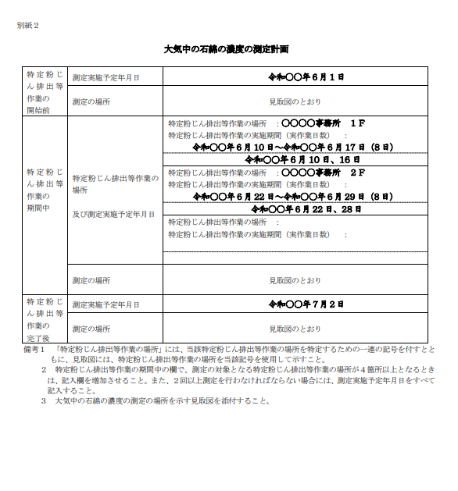 別紙２
大気中の石綿の濃度の測定計画
特定粉じ
ん排出等
作業の
開始前
測定実施予定年月日
令和〇〇年６月１日
測定の場所
見取図のとおり
特定粉じ
ん排出等
作業の
期間中
特定粉じん排出等作業の
場所
及び測定実施予定年月日
特定粉じん排出等作業の場所　：〇〇〇〇事務所　１Ｆ
特定粉じん排出等作業の実施期間（実作業日数）　：
令和〇〇年６月10日～令和〇〇年６月17日（８日）
令和〇〇年６月10日、16日
特定粉じん排出等作業の場所　：〇〇〇〇事務所　２Ｆ
特定粉じん排出等作業の実施期間（実作業日数）　：
令和〇〇年６月22日～令和〇〇年６月29日（８日）
令和〇〇年６月22日、28日
特定粉じん排出等作業の場所　：
特定粉じん排出等作業の実施期間（実作業日数）　：
測定の場所
見取図のとおり
特定粉じ
ん排出等
作業の
完了後
測定実施予定年月日
令和〇〇年７月２日
測定の場所
見取図のとおり
備考１　「特定粉じん排出等作業の場所」には、当該特定粉じん排出等作業の場所を特定するための一連の記号を付すとと
もに、見取図には、特定粉じん排出等作業の場所を当該記号を使用して示すこと。
２　特定粉じん排出等作業の期間中の欄で、測定の対象となる特定粉じん排出等作業の場所が４箇所以上となるとき
は、記入欄を増加させること。また、２回以上測定を行わなければならない場合には、測定実施予定年月日をすべて
記入すること。
３　大気中の石綿の濃度の測定の場所を示す見取図を添付すること。